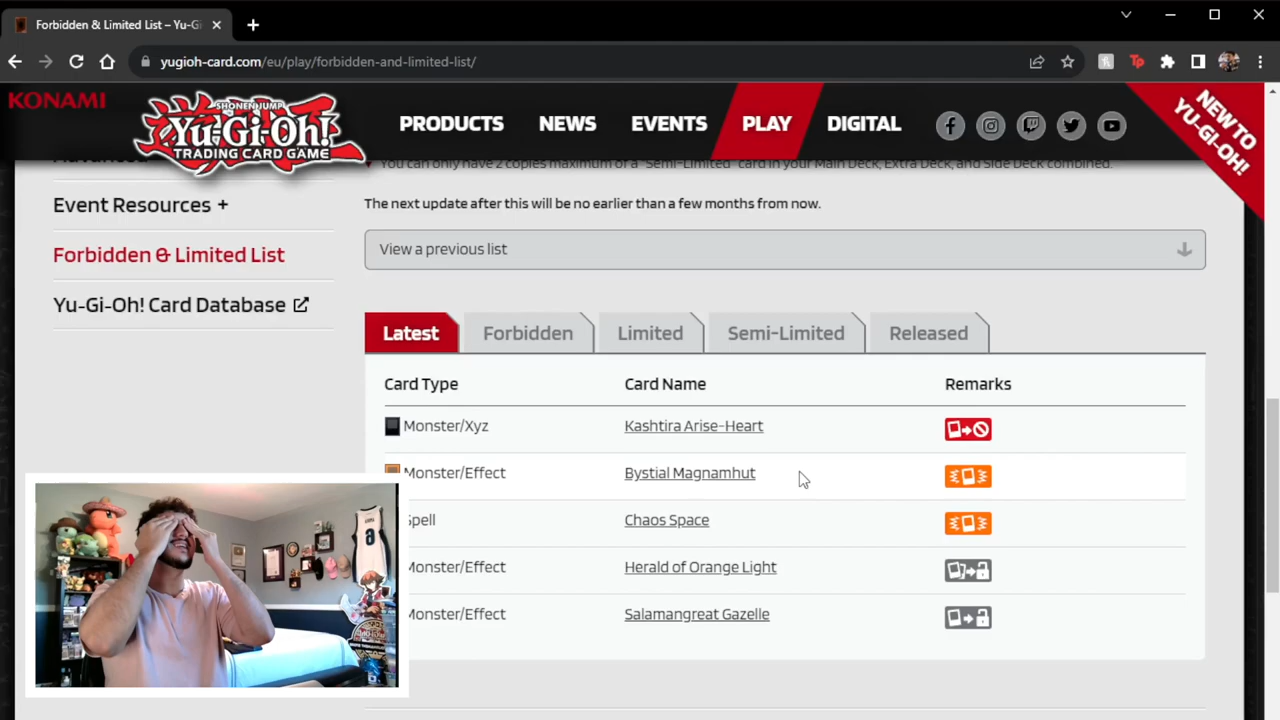 Forbidden & Limited List – Yu-Gi
yugioh-card.com/eu/play/forbidden-and-limited-list/
KONAMI
SHONEN JUMP
Yu-Gi-Oh!
TRADING CARD GAME
PRODUCTS NEWS EVENTS PLAY DIGITAL
NEW TO
YU-GI-OH!
You can only have 2 copies maximum of a "Semi-Limited" card in your Main Deck, Extra Deck, and Side Deck combined.
Event Resources +
The next update after this will be no earlier than a few months from now.
Forbidden & Limited List
View a previous list
Yu-Gi-Oh! Card Database
Latest Forbidden Limited Semi-Limited Released
Card Type Card Name Remarks
Monster/Xyz Kashtira Arise-Heart
Monster/Effect Bystial Magnamhut
Spell Chaos Space
Monster/Effect Herald of Orange Light
Monster/Effect Salamangreat Gazelle